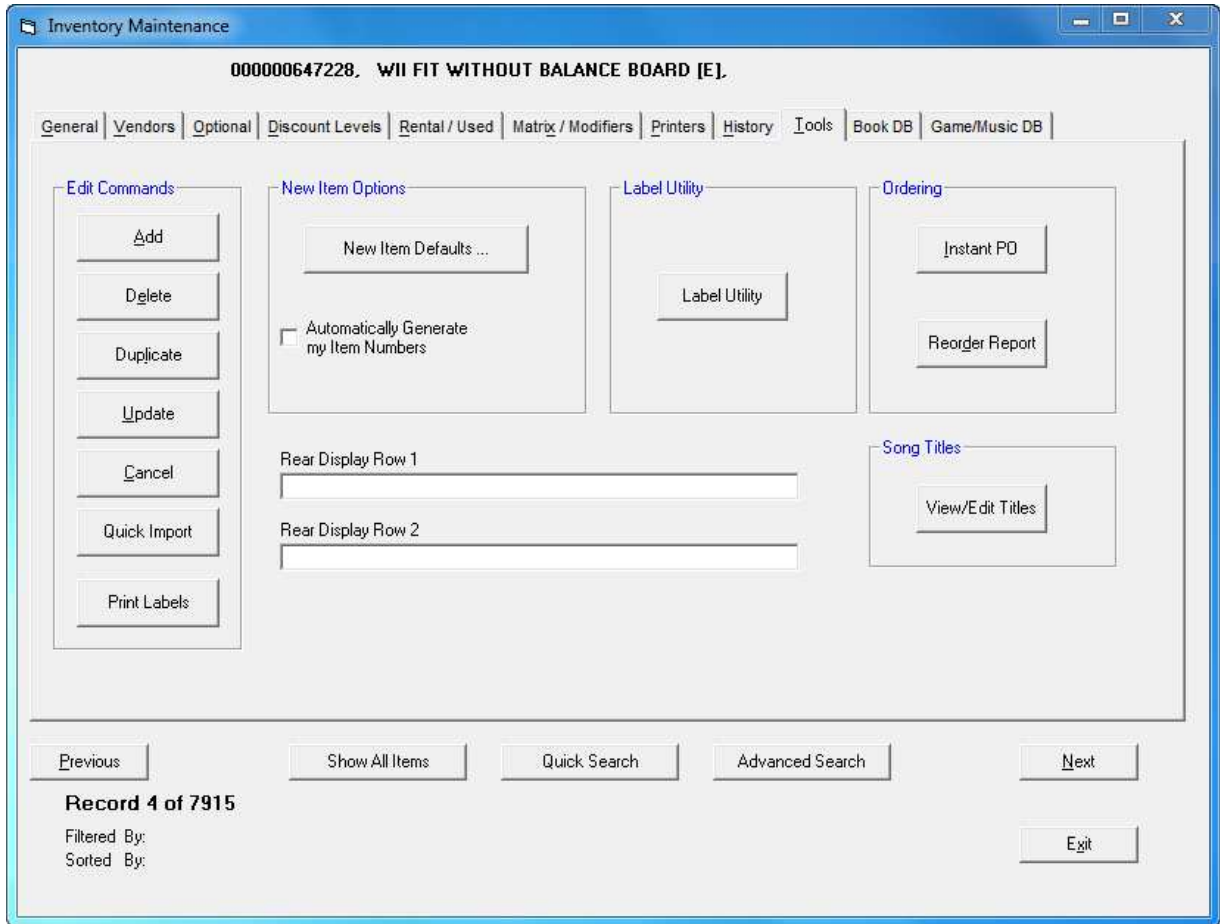 Inventory Maintenance
000000647228, WII FIT WITHOUT BALANCE BOARD [E],
General Vendors Optional Discount Levels Rental / Used Matrix / Modifiers Printers History Tools Book DB Game/Music DB
Edit Commands
Add
Delete
Duplicate
Update
Cancel
Quick Import
Print Labels
New Item Options
New Item Defaults ...
Automatically Generate
my Item Numbers
Label Utility
Label Utility
Ordering
Instant PO
Reorder Report
Rear Display Row 1
Rear Display Row 2
Song Titles
View/Edit Titles
Previous Show All Items Quick Search Advanced Search Next
Record 4 of 7915
Filtered By:
Sorted By:
Exit